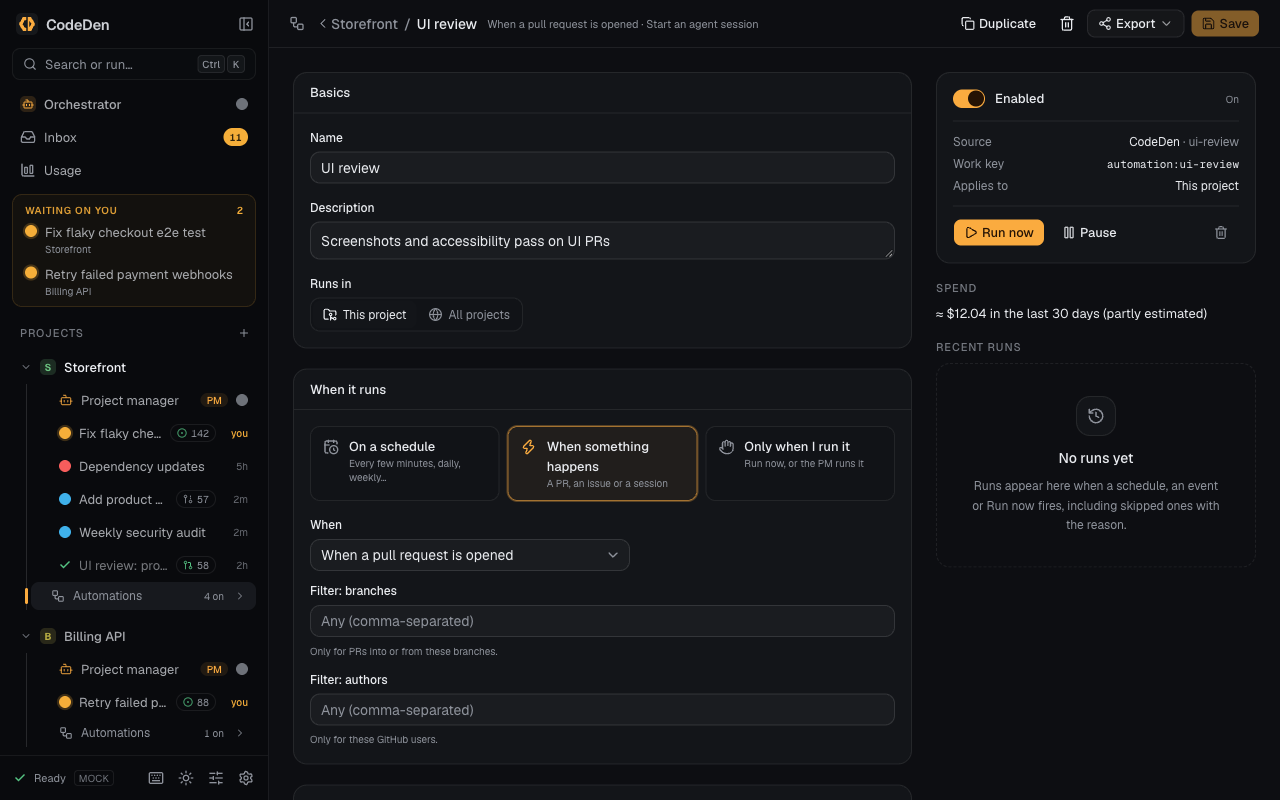 CodeDen
Search or run… Ctrl K
Orchestrator
Inbox 11
Usage
WAITING ON YOU 2
Fix flaky checkout e2e test
Storefront
Retry failed payment webhooks
Billing API
PROJECTS
S Storefront
Project manager PM
Fix flaky che… 142 you
Dependency updates 5h
Add product … 57 2m
Weekly security audit 2m
UI review: pro… 58 2h
Automations 4 on
B Billing API
Project manager PM
Retry failed p… 88 you
Automations 1 on
Ready MOCK
Storefront / UI review When a pull request is opened · Start an agent session
Duplicate Export Save
Basics
Name
UI review
Description
Screenshots and accessibility pass on UI PRs
Runs in
This project All projects
When it runs
On a schedule
Every few minutes, daily,
weekly…
When something
happens
A PR, an issue or a session
Only when I run it
Run now, or the PM runs it
When
When a pull request is opened
Filter: branches
Any (comma-separated)
Only for PRs into or from these branches.
Filter: authors
Any (comma-separated)
Only for these GitHub users.
Enabled On
Source CodeDen · ui-review
Work key automation:ui-review
Applies to This project
Run now Pause
SPEND
≈ $12.04 in the last 30 days (partly estimated)
RECENT RUNS
No runs yet
Runs appear here when a schedule, an event
or Run now fires, including skipped ones with
the reason.